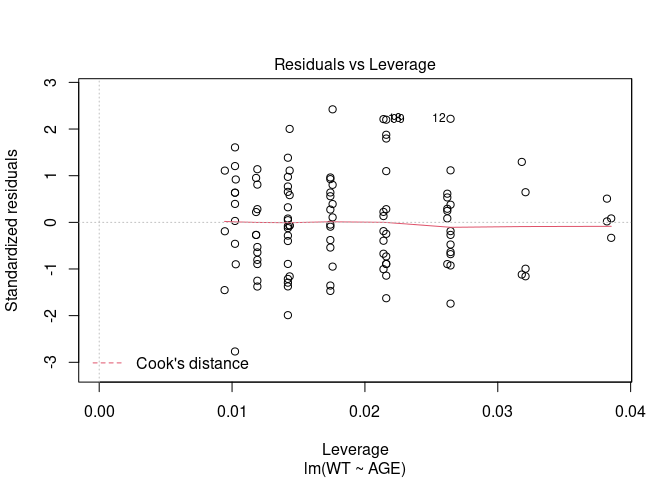 Residuals vs Leverage
Standardized residuals
3
2
1
0
-1
-2
-3
12
Cook's distance
0.00 0.01 0.02 0.03 0.04
Leverage
lm(WT ~ AGE)